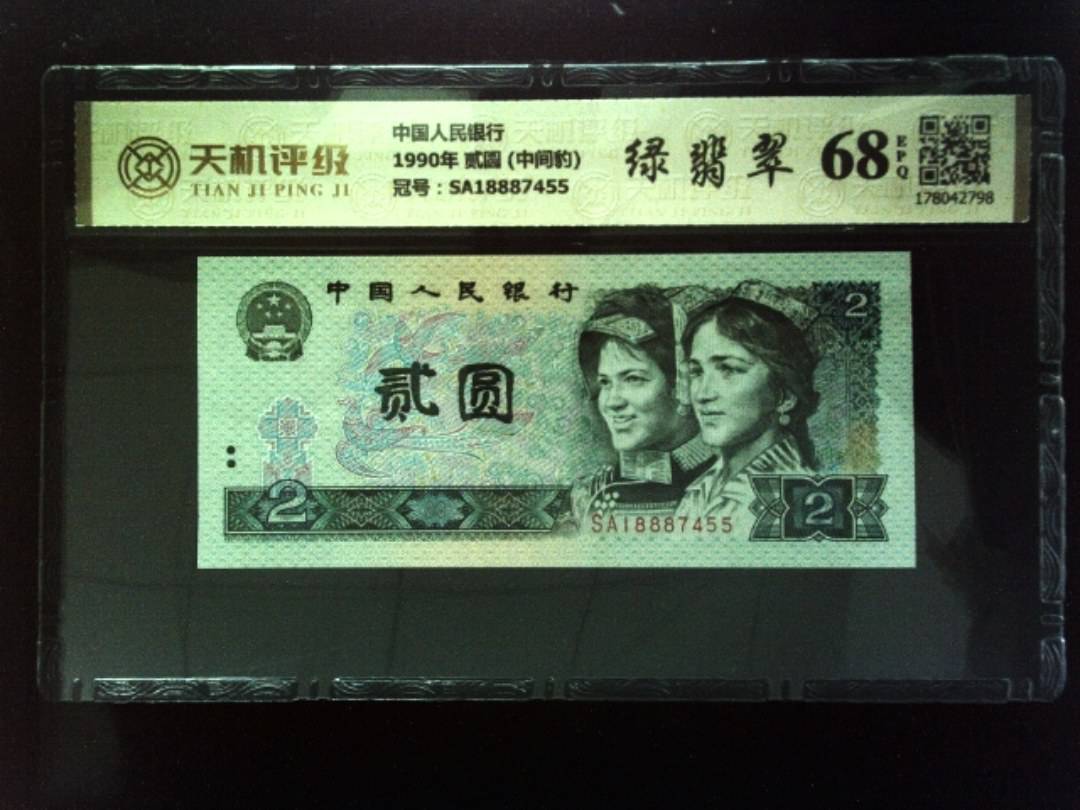 天机评级
TIAN JI PING JI
中国人民银行
1990年 贰圆 (中间豹)
冠号：SA18887455
绿翡翠
68
EPQ
178042798
中国人民银行
2
贰圆
2
SA18887455
2